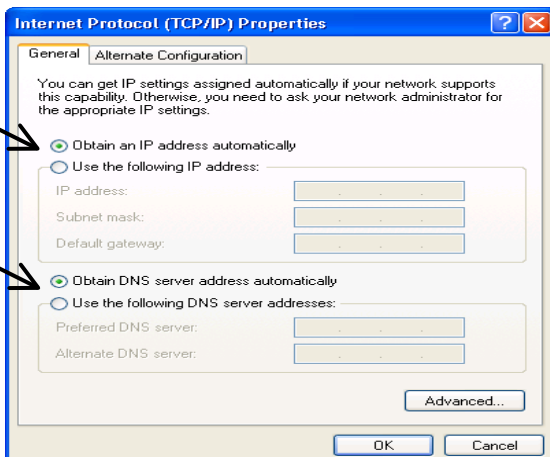 Internet Protocol (TCP/IP) Properties
General
Alternate Configuration
You can get IP settings assigned automatically if your network supports
this capability. Otherwise, you need to ask your network administrator for
the appropriate IP settings.
Obtain an IP address automatically
Use the following IP address:
IP address:
Subnet mask:
Default gateway:
Obtain DNS server address automatically
Use the following DNS server addresses:
Preferred DNS server:
Alternate DNS server:
Advanced...
OK
Cancel